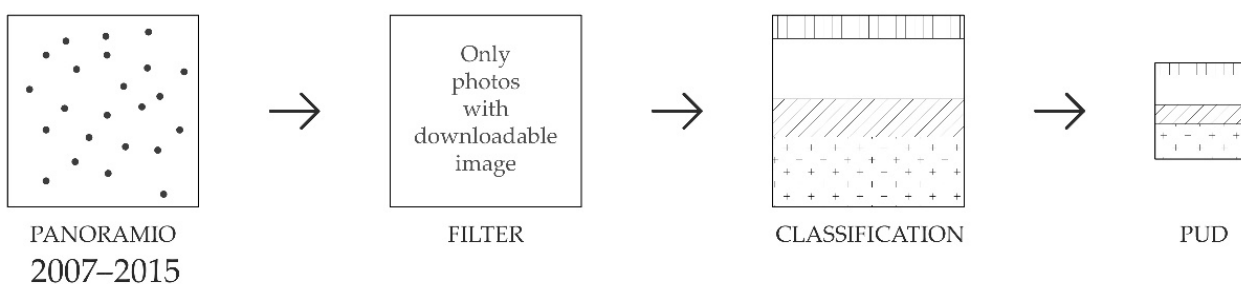 Only
photos
with
downloadable
image
PANORAMIO
2007–2015
FILTER
CLASSIFICATION
PUD